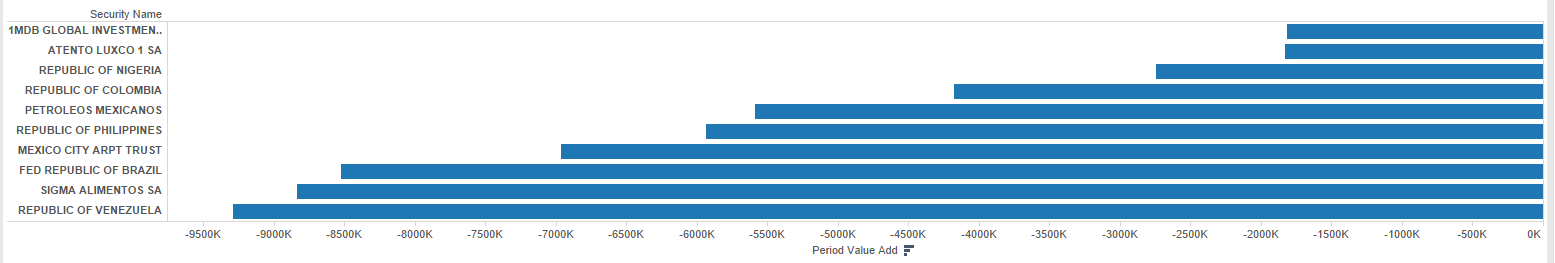 Security Name
1MDB GLOBAL INVESTMEN..
ATENTO LUXCO 1 SA
REPUBLIC OF NIGERIA
REPUBLIC OF COLOMBIA
PETROLEOS MEXICANOS
REPUBLIC OF PHILIPPINES
MEXICO CITY ARPT TRUST
FED REPUBLIC OF BRAZIL
SIGMA ALIMENTOS SA
REPUBLIC OF VENEZUELA
-9500K -9000K -8500K -8000K -7500K -7000K -6500K -6000K -5500K -5000K -4500K -4000K -3500K -3000K -2500K -2000K -1500K -1000K -500K 0K
Period Value Add